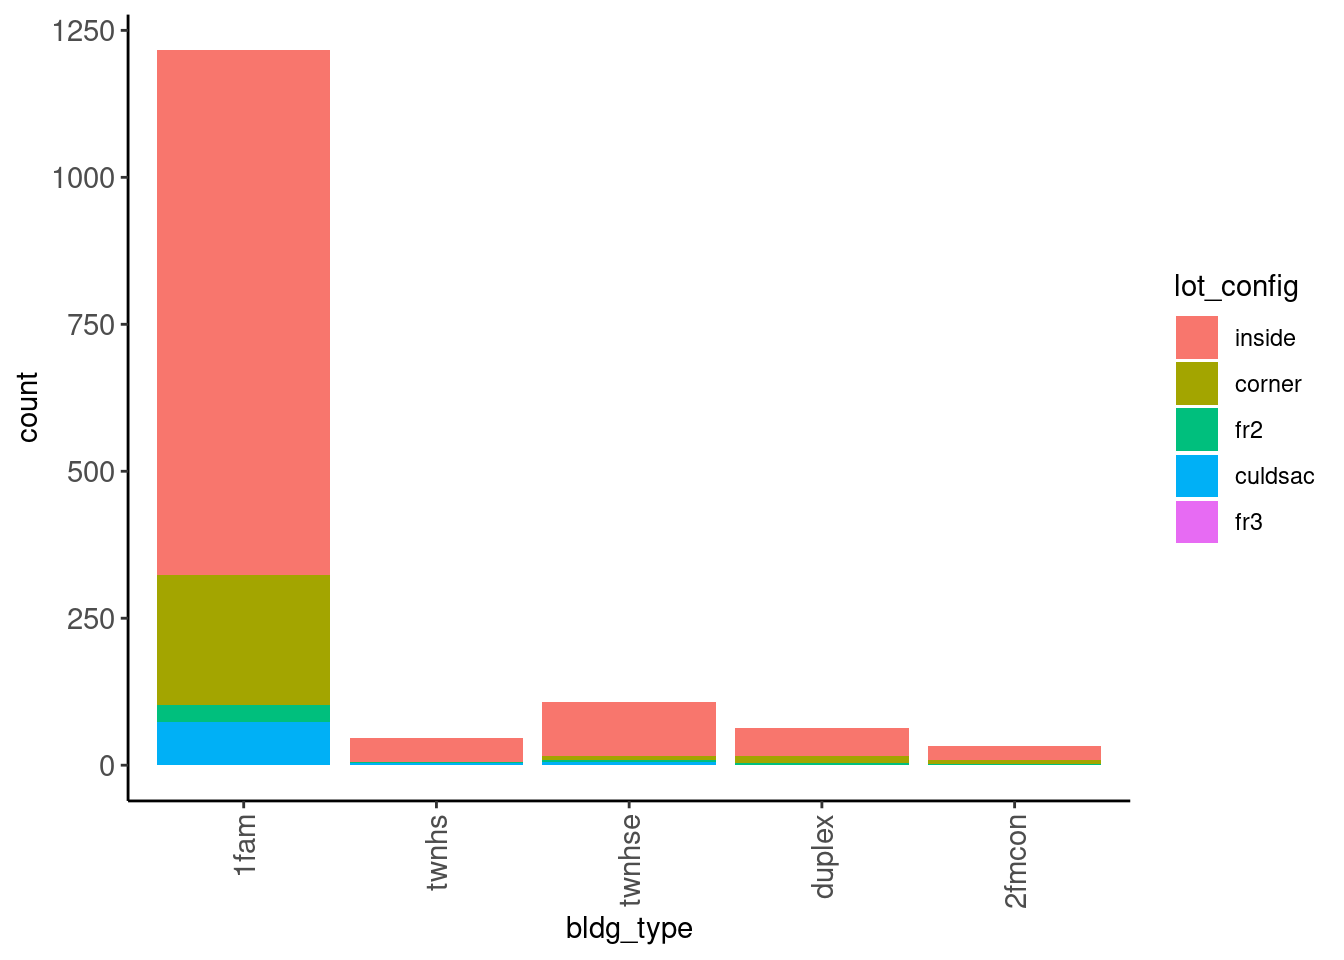 1250
1000
750
500
250
0
count
1fam
twnhs
twnhse
duplex
2fmcon
bldg_type
lot_config
inside
corner
fr2
culdsac
fr3